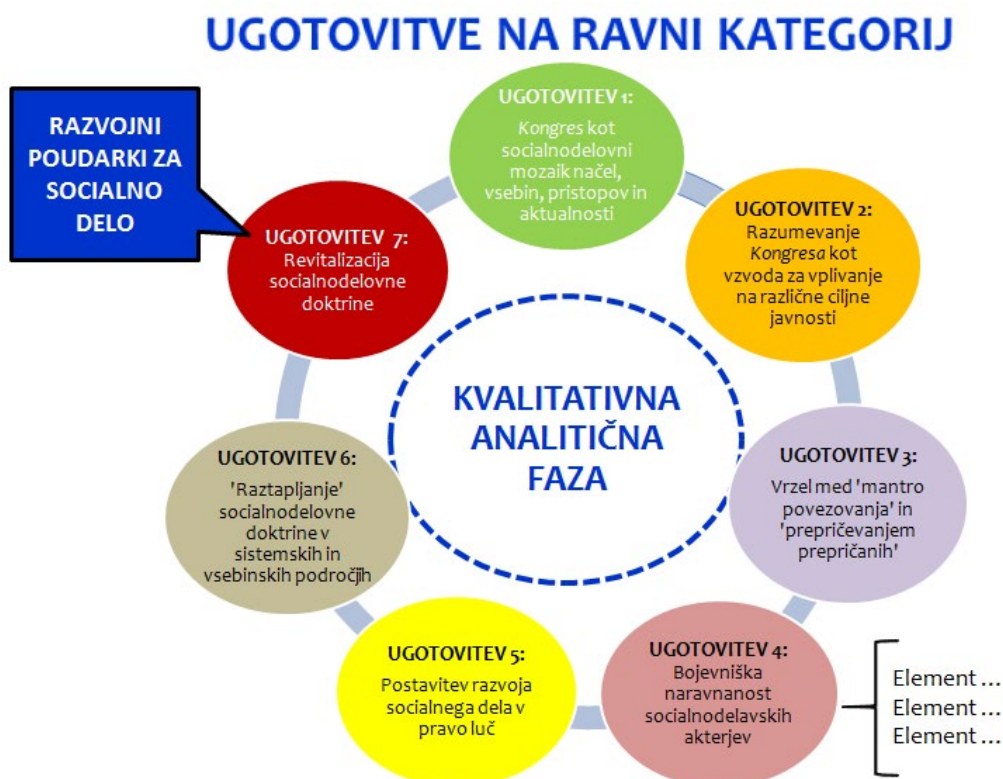 UGOTOVITVE NA RAVNI KATEGORIJ
RAZVOJNI
POUDARKI ZA
SOCIALNO
DELO
UGOTOVITEV 1:
Kongres kot
socialnodelovni
mozaik načel,
vsebin, pristopov in
aktualnosti
UGOTOVITEV 2:
Razumevanje
Kongresa kot
vzvoda za vplivanje
na različne ciljne
javnosti
UGOTOVITEV 3:
Vrzel med 'mantro
povezovanja' in
'prepričevanjem
prepričanih'
UGOTOVITEV 4:
Bojevniška
naravnanost
socialnodelavskih
akterjev
Element ...
Element ...
Element ...
UGOTOVITEV 5:
Postavitev razvoja
socialnega dela v
pravo luč
UGOTOVITEV 6:
'Raztapljanje'
socialnodelovne
doktrine v
sistemskih in
vsebinskih področjih
UGOTOVITEV 7:
Revitalizacija
socialnodelovne
doktrine
KVALITATIVNA
ANALITIČNA
FAZA